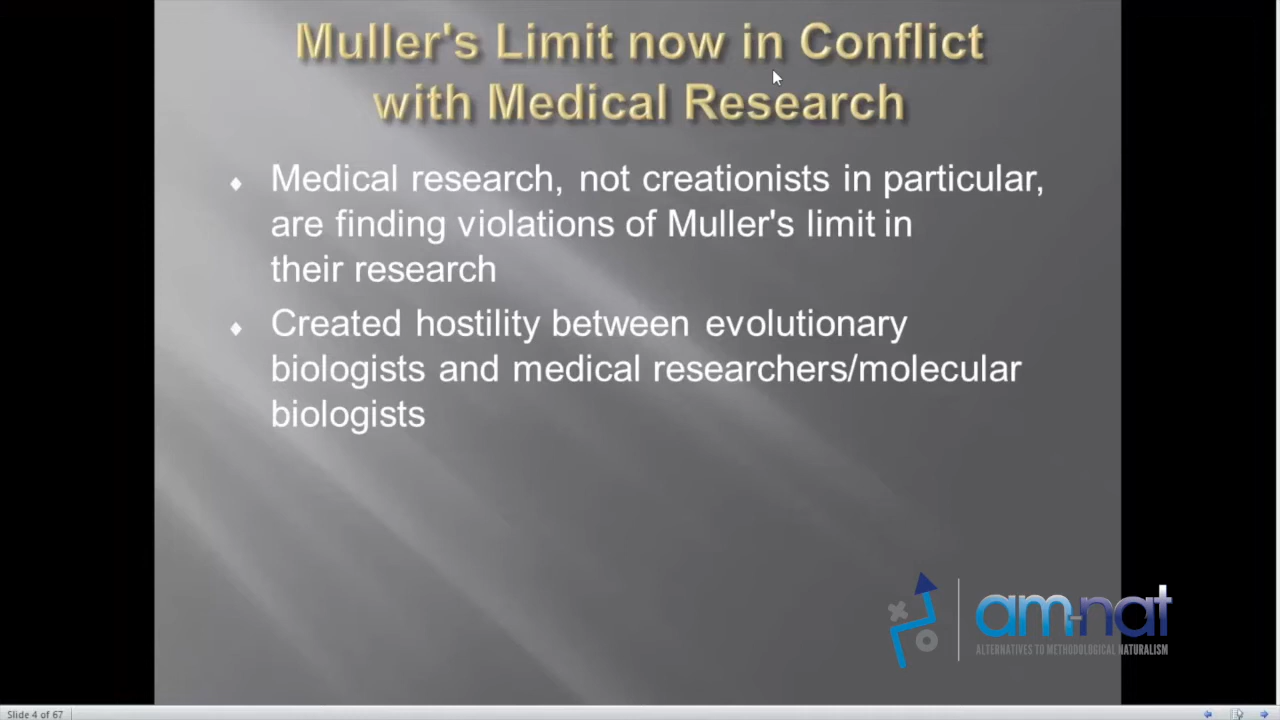 Muller's Limit now in Conflict
with Medical Research
Medical research, not creationists in particular,
are finding violations of Muller's limit in
their research
Created hostility between evolutionary
biologists and medical researchers/molecular
biologists
am-nat
ALTERNATIVES TO METHODOLOGICAL NATURALISM
Slide 4 of 67